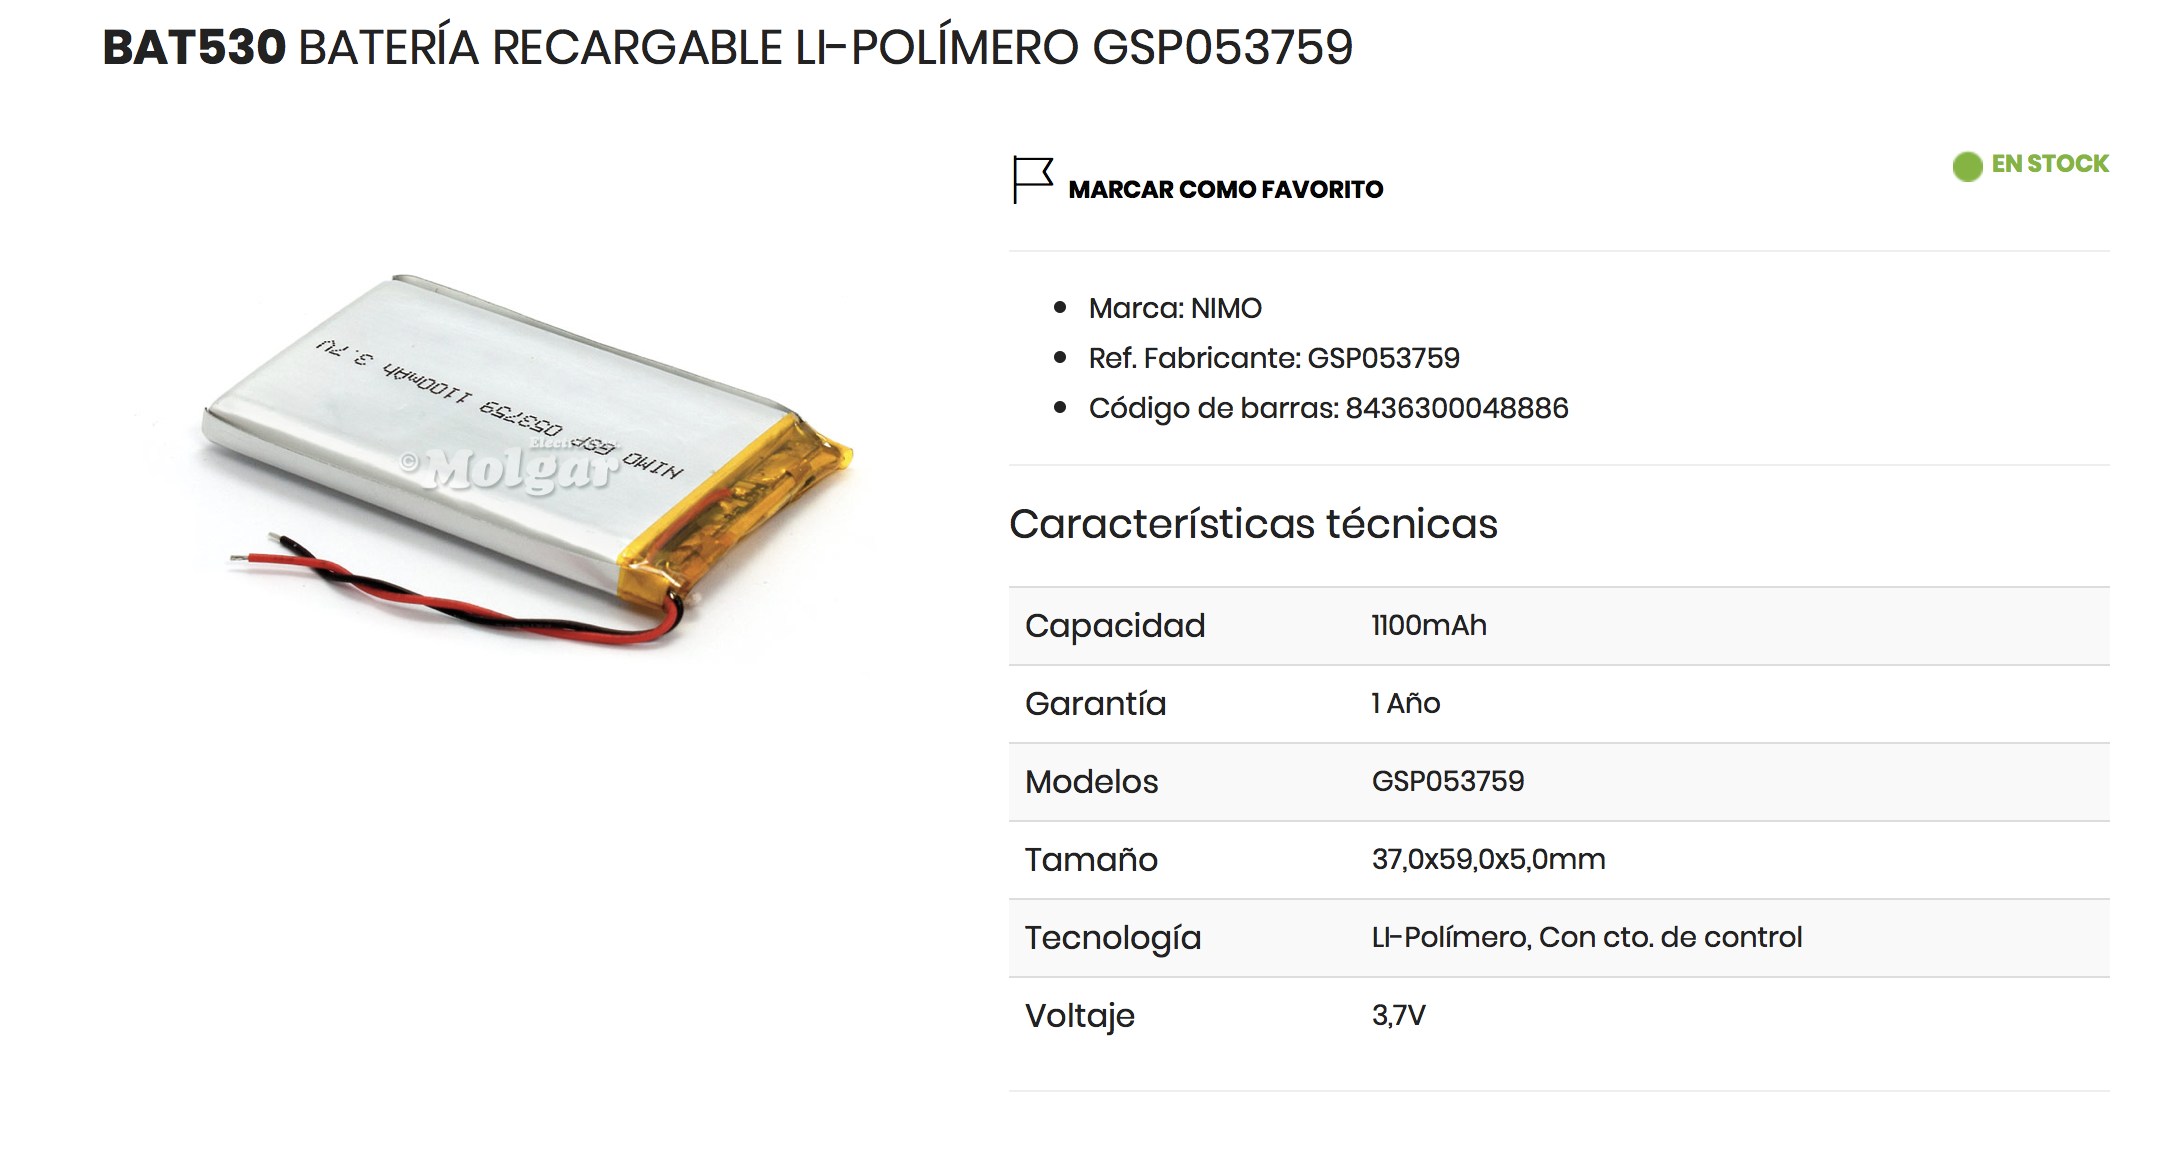 BAT530 BATERÍA RECARGABLE LI-POLÍMERO GSP053759
MARCAR COMO FAVORITO
EN STOCK
NIMO GSP 053759 1100mAh 3.7V
Electrónica
©Molgar
Marca: NIMO
Ref. Fabricante: GSP053759
Código de barras: 8436300048886
Características técnicas
Capacidad 1100mAh
Garantía 1 Año
Modelos GSP053759
Tamaño 37,0x59,0x5,0mm
Tecnología LI-Polímero, Con cto. de control
Voltaje 3,7V